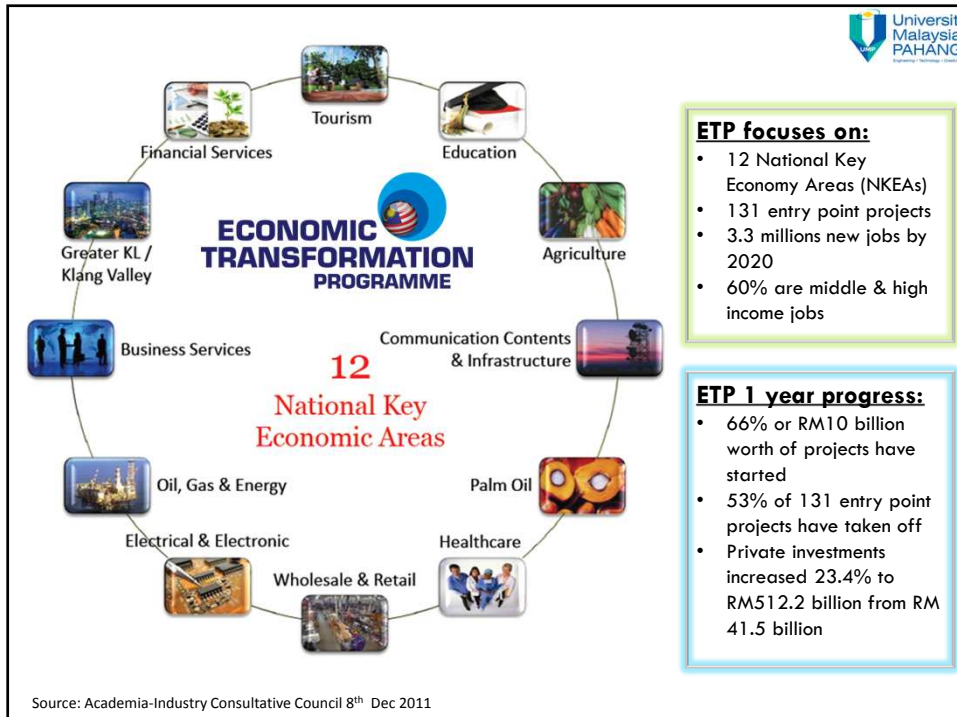 Universiti
Malaysia
PAHANG
UMP
Tourism
Financial Services
Education
Greater KL /
Klang Valley
ECONOMIC
TRANSFORMATION
PROGRAMME
Agriculture
Business Services
Communication Contents
& Infrastructure
12
National Key
Economic Areas
Oil, Gas & Energy
Palm Oil
Electrical & Electronic
Healthcare
Wholesale & Retail
ETP focuses on:
• 12 National Key
Economy Areas (NKEAs)
• 131 entry point projects
• 3.3 millions new jobs by
2020
• 60% are middle & high
income jobs
ETP 1 year progress:
• 66% or RM10 billion
worth of projects have
started
• 53% of 131 entry point
projects have taken off
• Private investments
increased 23.4% to
RM512.2 billion from RM
41.5 billion
Source: Academia-Industry Consultative Council 8th Dec 2011